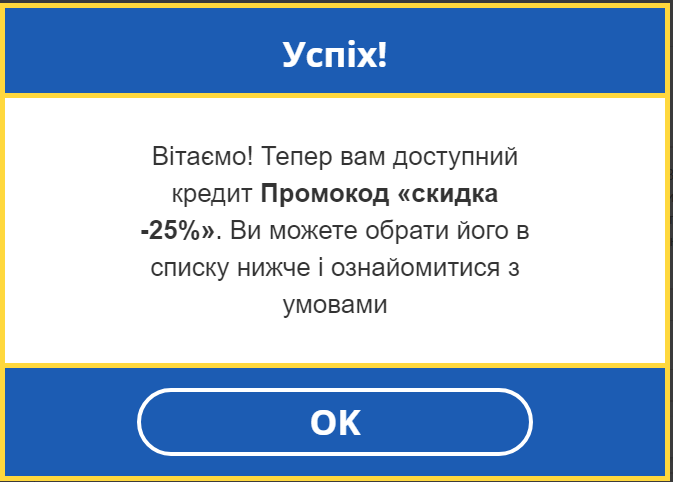 Успіх!
Вітаємо! Тепер вам доступний
кредит Промокод «скидка
-25%». Ви можете обрати його в
списку нижче і ознайомитися з
умовами
OK